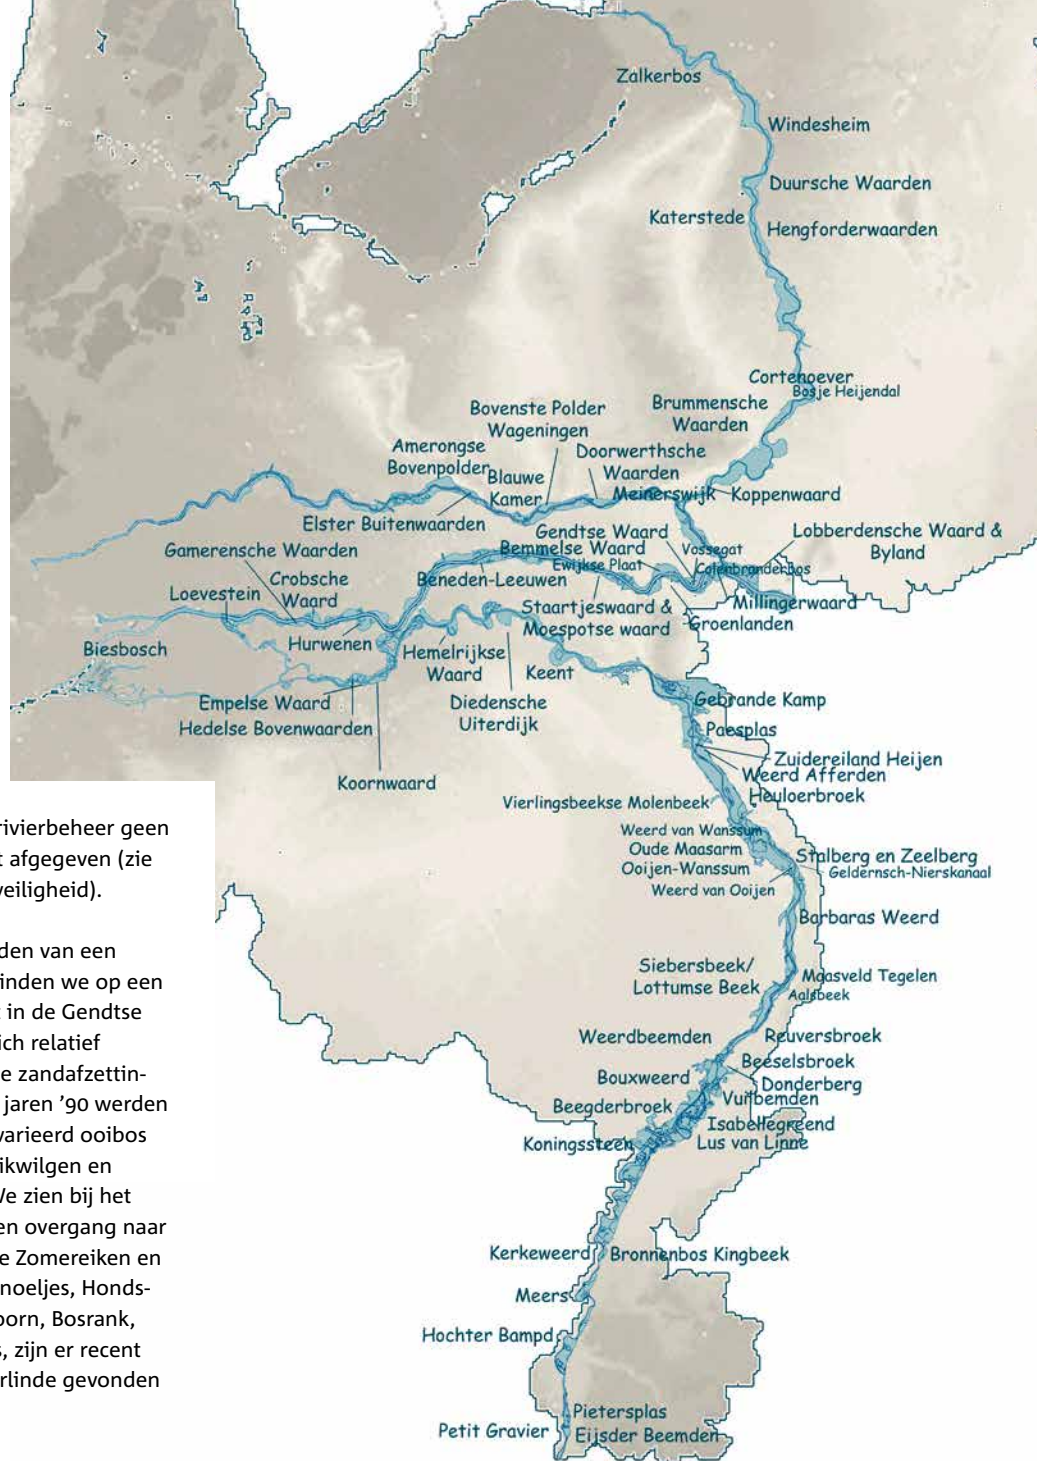 Zalkerbos
Windesheim
Duursche Waarden
Katerstede
Hengforderwaarden
Cortenoever
Bosje Heijendal
Brummensche
Waarden
Bovenste Polder
Wageningen
Doorwerthsche
Waarden
Amerongse
Bovenpolder
Blauwe
Kamer
Meinerswijk
Koppenwaard
Elster Buitenwaarden
Gendtse Waard
Lobberdensche Waard &
Byland
Gamerensche Waarden
Bemmelse Waard
Vossegat
Ewijkse Plaat
Colenbranderbos
Crobsche
Waard
Beneden-Leeuwen
Loevestein
Staartjeswaard &
Moespotse waard
Millingerwaard
Groenlanden
Biesbosch
Hurwenen
Hemelrijkse
Waard
Keent
Empelse Waard
Hedelse Bovenwaarden
Diedensche
Uiterdijk
Gebrande Kamp
Paesplas
Koornwaard
Zuidereiland Heijen
Weerd Afferden
Heuloerbroek
Vierlingsbeekse Molenbeek
Weerd van Wanssum
Oude Maasarm
Ooijen-Wanssum
Weerd van Ooijen
Stalberg en Zeelberg
Geldernsch-Nierskanaal
Barbaras Weerd
Siebersbeek/
Lottumse Beek
Maasveld Tegelen
Aalsbeek
Weerdbeemden
Reuversbroek
Beeselsbroek
Bouxweerd
Donderberg
Vuilbemden
Beegderbroek
Isabellegreend
Koningssteen
Lus van Linne
Kerkeweerd
Bronnenbos Kingbeek
Meers
Hochter Bampd
Pietersplas
Petit Gravier
Eijsder Beemden
rivierbeheer geen
t afgegeven (zie
veiligheid).
den van een
inden we op een
t in de Gendtse
ich relatief
e zandafzettin-
jaren ’90 werden
varieerd ooibos
ikwilgen en
We zien bij het
en overgang naar
e Zomereiken en
noeljes, Honds-
oorn, Bosrank,
s, zijn er recent
rlinde gevonden